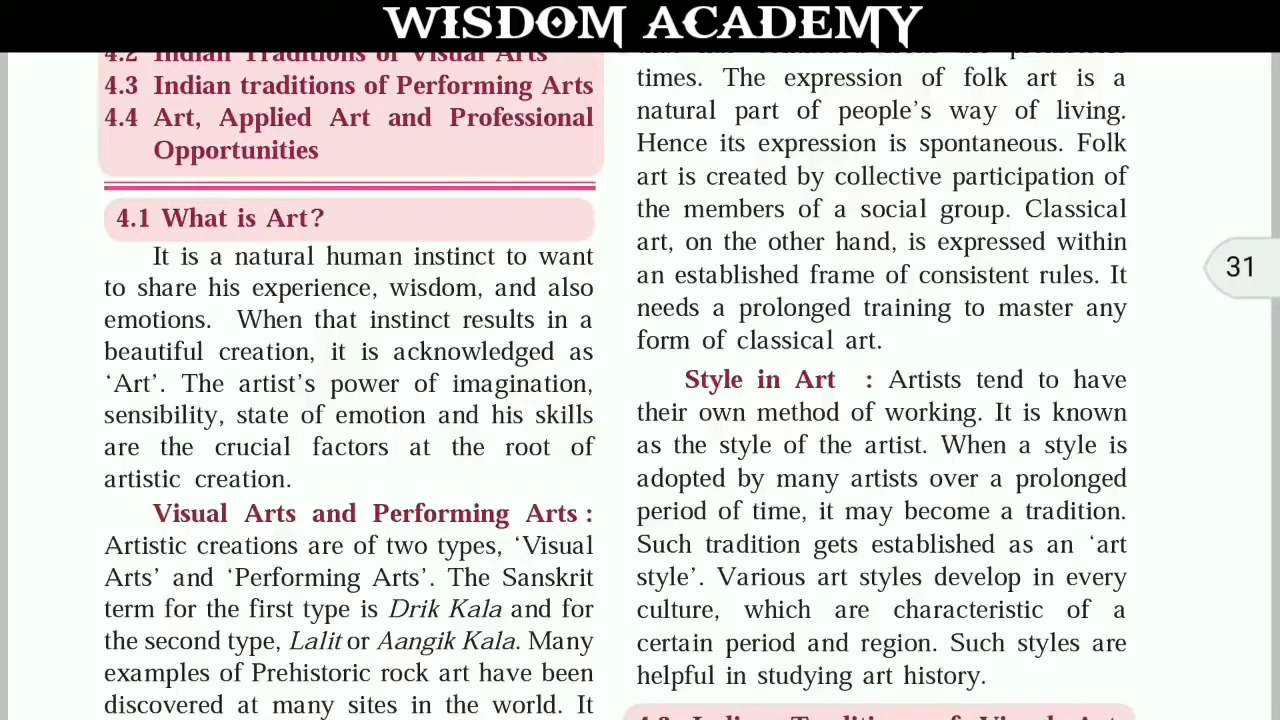 WISDOM ACADEMY
4.2 Indian Traditions of Visual Arts
4.3 Indian traditions of Performing Arts
4.4 Art, Applied Art and Professional
Opportunities
4.1 What is Art?
It is a natural human instinct to want
to share his experience, wisdom, and also
emotions. When that instinct results in a
beautiful creation, it is acknowledged as
‘Art’. The artist’s power of imagination,
sensibility, state of emotion and his skills
are the crucial factors at the root of
artistic creation.
Visual Arts and Performing Arts :
Artistic creations are of two types, ‘Visual
Arts’ and ‘Performing Arts’. The Sanskrit
term for the first type is Drik Kala and for
the second type, Lalit or Aangik Kala. Many
examples of Prehistoric rock art have been
discovered at many sites in the world. It
times. The expression of folk art is a
natural part of people’s way of living.
Hence its expression is spontaneous. Folk
art is created by collective participation of
the members of a social group. Classical
art, on the other hand, is expressed within
an established frame of consistent rules. It
needs a prolonged training to master any
form of classical art.
Style in Art : Artists tend to have
their own method of working. It is known
as the style of the artist. When a style is
adopted by many artists over a prolonged
period of time, it may become a tradition.
Such tradition gets established as an ‘art
style’. Various art styles develop in every
culture, which are characteristic of a
certain period and region. Such styles are
helpful in studying art history.
31